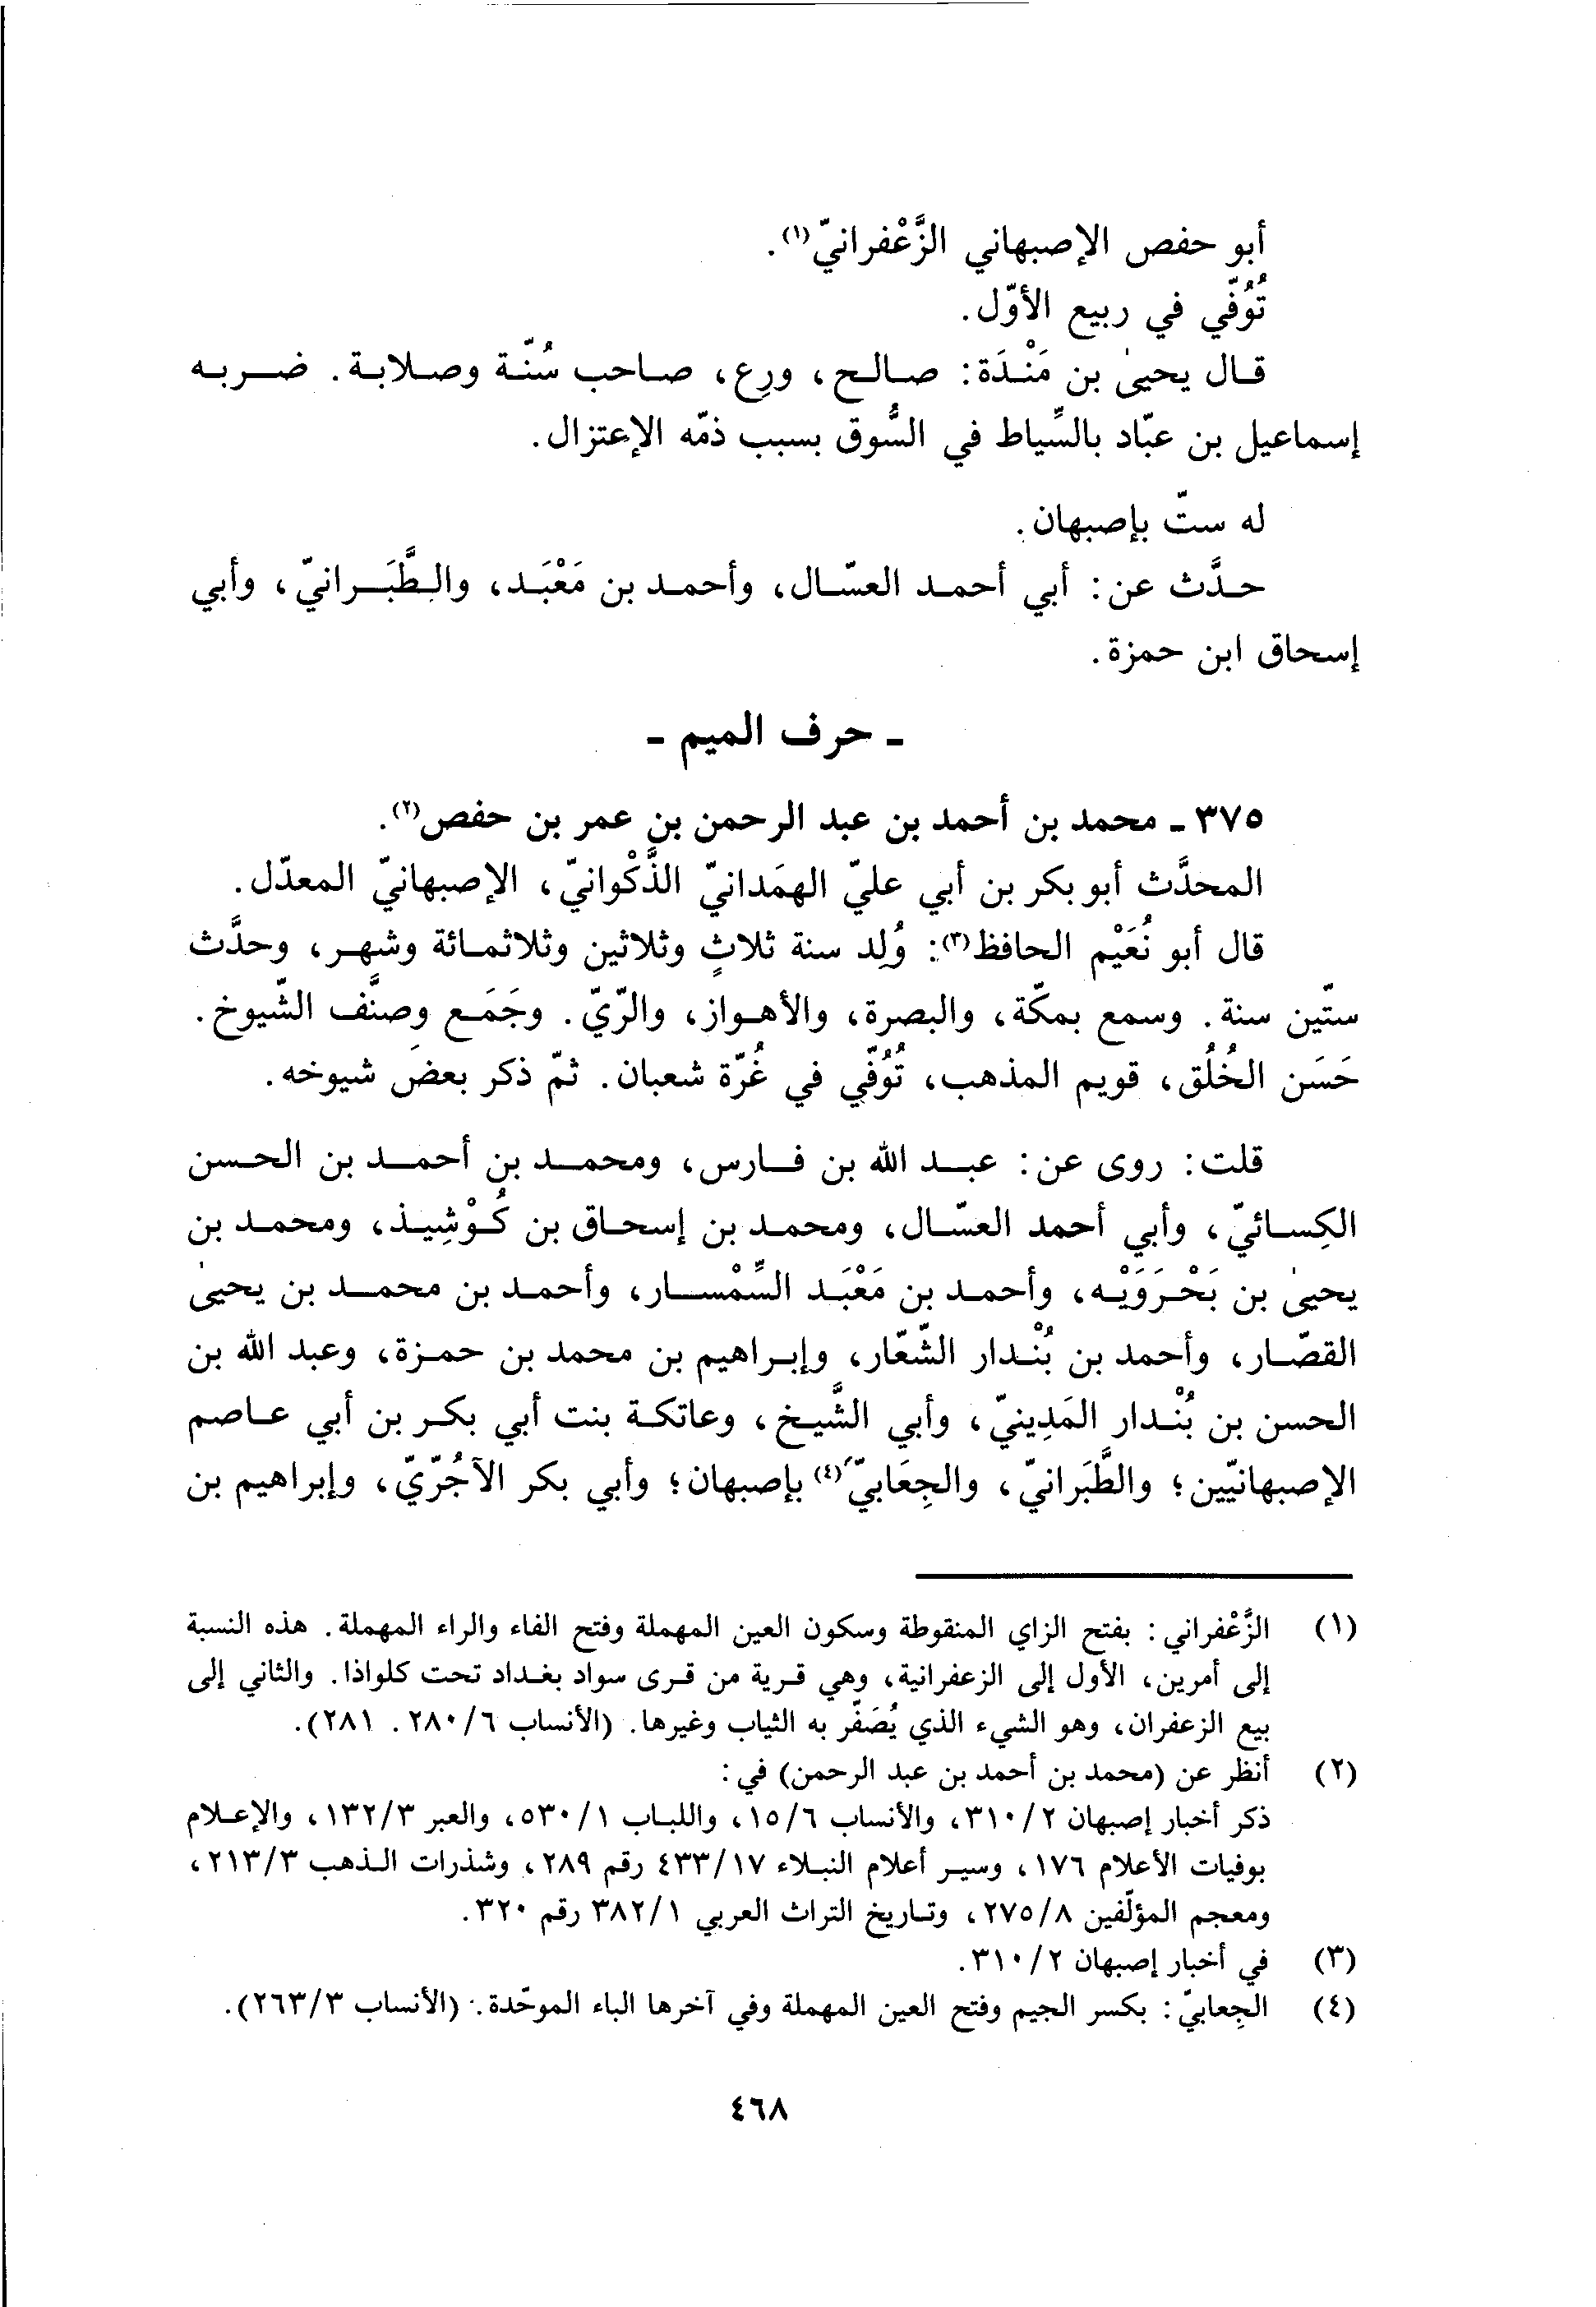 أبو حفص الإصبهاني الزَّعْفرانيّ(١).
تُوُفّي في ربيع الأوّل.
قال يحيىٰ بن مَنْدَة: صالح، ورِع، صاحب سُنّة وصلابة. ضربه
إسماعيل بن عبّاد بالسِّياط في السُّوق بسبب ذمّه الإعتزال.
له ستّ بإصبهان.
حدَّث عن: أبي أحمد العسّال، وأحمد بن مَعْبَد، والطَّبَرانيّ، وأبي
إسحاق ابن حمزة.
- حرف الميم -
٣٧٥ - محمد بن أحمد بن عبد الرحمن بن عمر بن حفص(٢).
المحدَّث أبو بكر بن أبي عليّ الهمَدانيّ الذَّكْوانيّ، الإصبهانيّ المعدّل.
قال أبو نُعَيْم الحافظ(٣): وُلِد سنة ثلاثٍ وثلاثين وثلاثمائة وشهر، وحدَّث
ستّين سنة. وسمع بمكّة، والبصرة، والأهواز، والرّيّ. وجَمَع وصنَّف الشّيوخ.
حَسَن الخُلُق، قويم المذهب، تُوُفّي في غُرّة شعبان. ثمّ ذكر بعض شيوخه.
قلت: روى عن: عبد الله بن فارس، ومحمد بن أحمد بن الحسن
الكِسائيّ، وأبي أحمد العسّال، ومحمد بن إسحاق بن كُوْشِيذ، ومحمد بن
يحيىٰ بن بَحْرَوَيْه، وأحمد بن مَعْبَد السِّمْسار، وأحمد بن محمد بن يحيىٰ
القصّار، وأحمد بن بُنْدار الشّعّار، وإبراهيم بن محمد بن حمزة، وعبد الله بن
الحسن بن بُنْدار المَدِينيّ، وأبي الشَّيخ، وعاتكة بنت أبي بكر بن أبي عاصم
الإصبهانيّين؛ والطَّبَرانيّ، والجِعَابيّ(٤) بإصبهان؛ وأبي بكر الآجُرّيّ، وإبراهيم بن
(١) الزَّعْفراني: بفتح الزاي المنقوطة وسكون العين المهملة وفتح الفاء والراء المهملة. هذه النسبة
إلى أمرين، الأول إلى الزعفرانية، وهي قرية من قرى سواد بغداد تحت كلواذا. والثاني إلى
بيع الزعفران، وهو الشيء الذي يُصَفّر به الثياب وغيرها. (الأنساب ٢٨٠/٦. ٢٨١).
(٢) أنظر عن (محمد بن أحمد بن عبد الرحمن) في:
ذكر أخبار إصبهان ٣١٠/٢، والأنساب ١٥/٦، واللباب ٥٣٠/١، والعبر ١٣٢/٣، والإعلام
بوفيات الأعلام ١٧٦، وسير أعلام النبلاء ٤٣٣/١٧ رقم ٢٨٩، وشذرات الذهب ٢١٣/٣،
ومعجم المؤلّفين ٢٧٥/٨، وتاريخ التراث العربي ٣٨٢/١ رقم ٣٢٠.
(٣) في أخبار إصبهان ٣١٠/٢.
(٤) الجِعابيّ: بكسر الجيم وفتح العين المهملة وفي آخرها الباء الموحّدة. (الأنساب ٢٦٣/٣).
٤٦٨